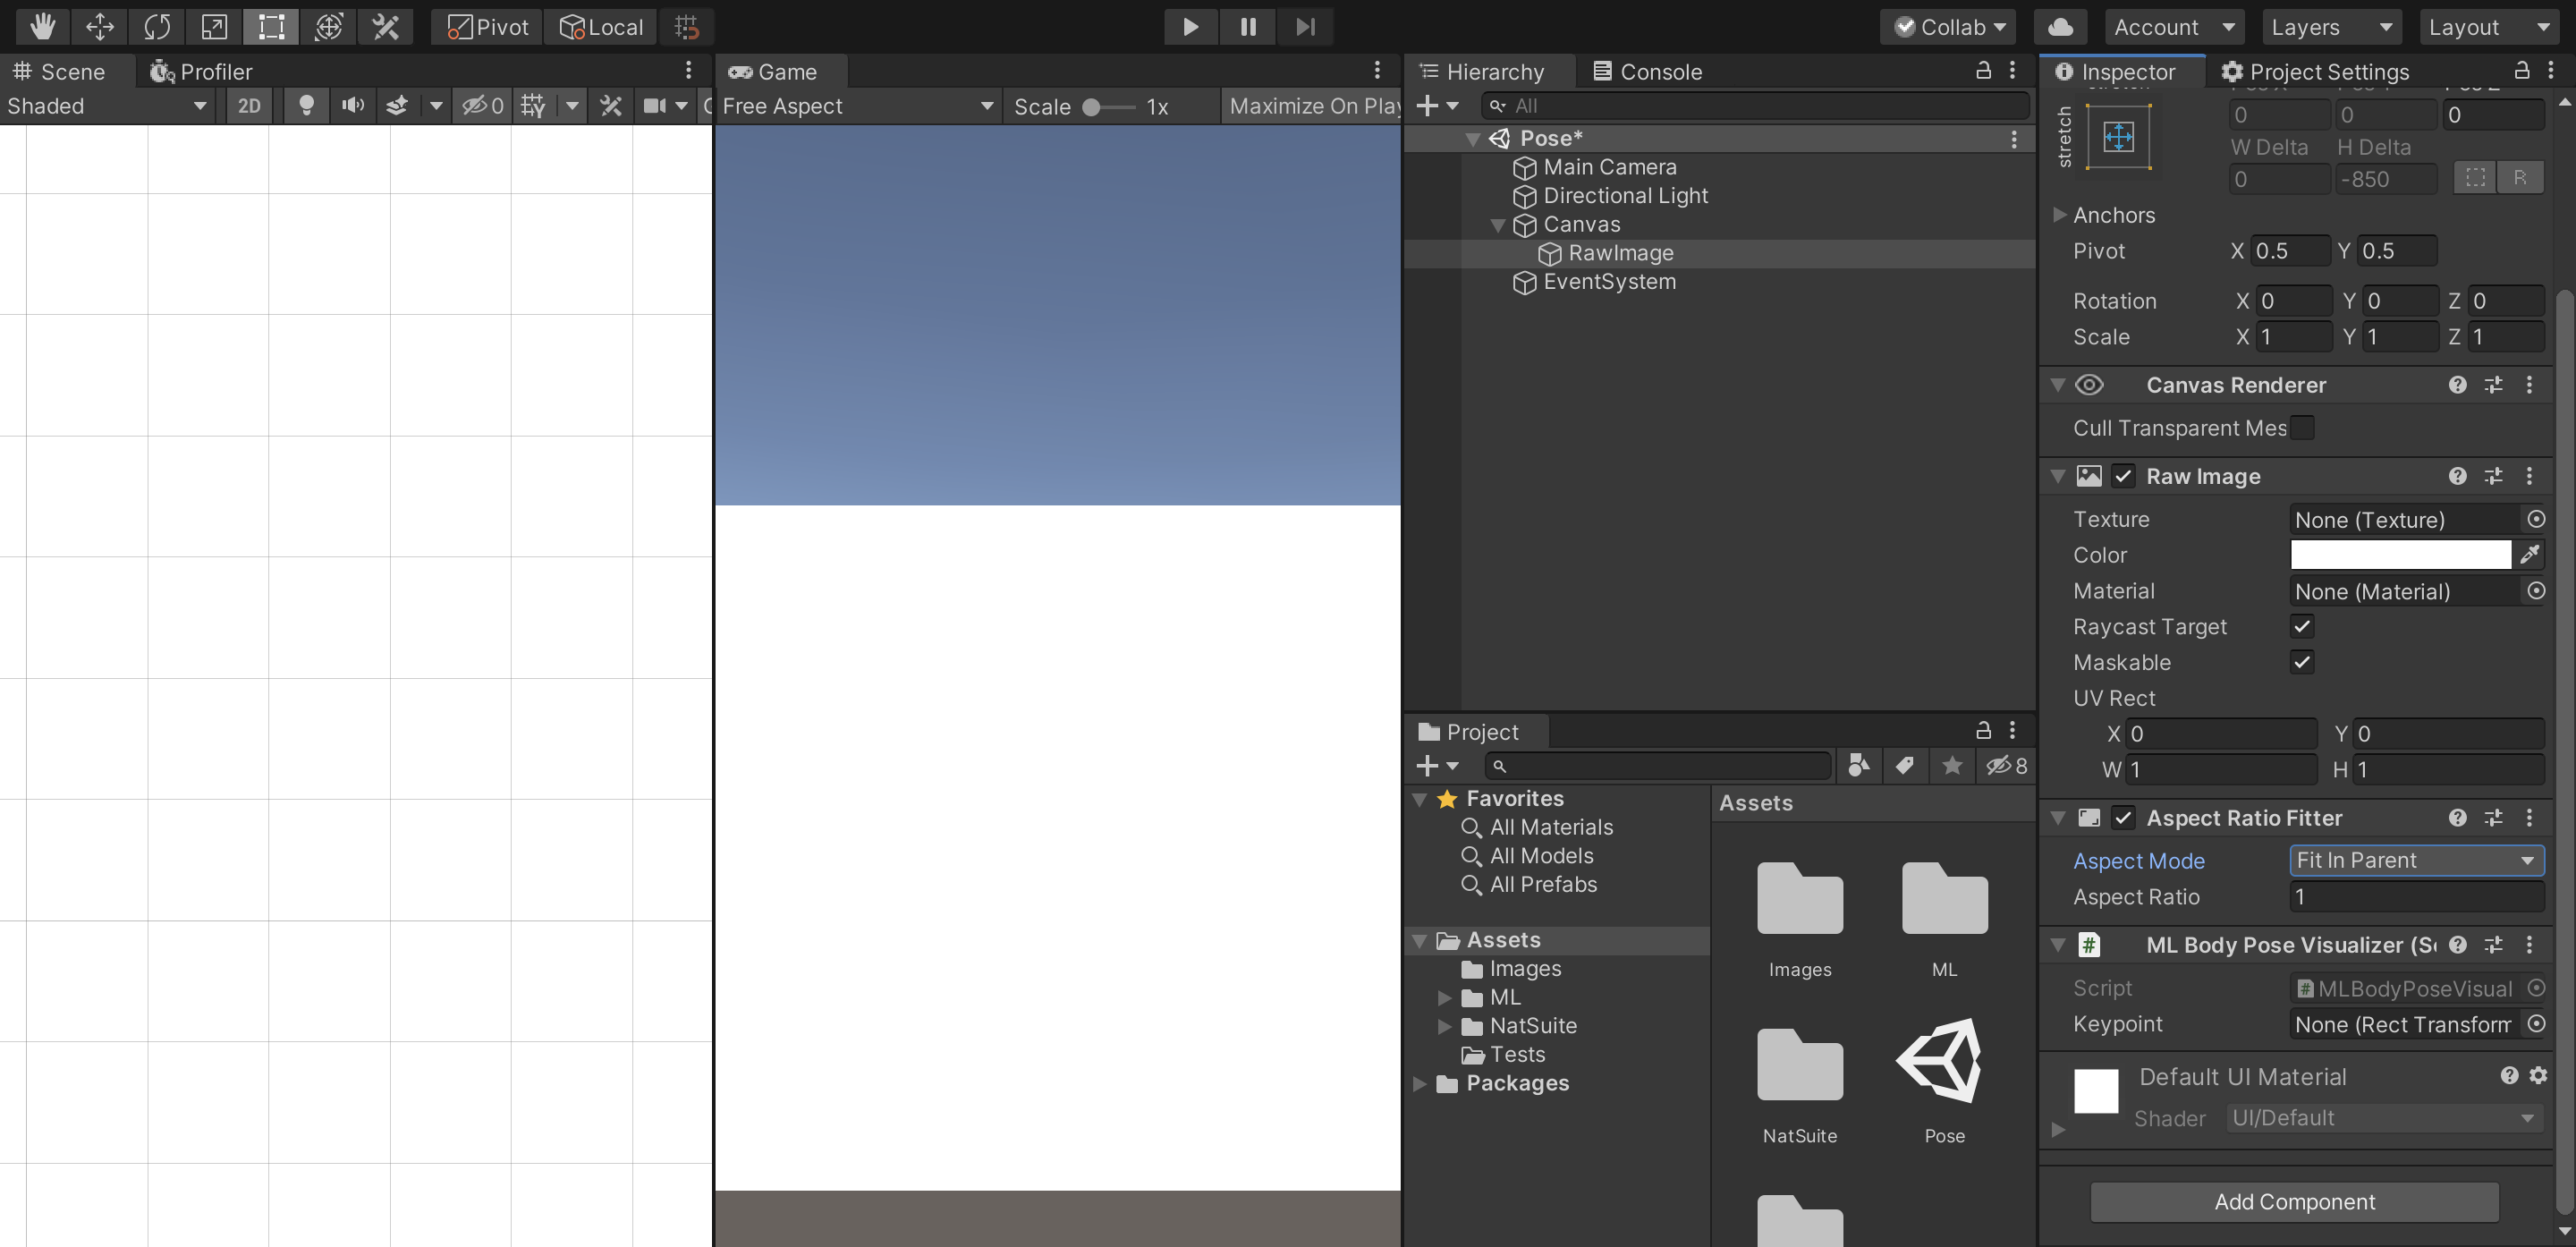 Pivot
Local
Collab
Account
Layers
Layout
Scene
Profiler
Game
Hierarchy
Console
Inspector
Project Settings
Shaded
2D
0
Free Aspect
Scale
1x
Maximize On Play
All
Pose*
Main Camera
Directional Light
Canvas
RawImage
EventSystem
stretch
0
0
0
W Delta
H Delta
0
-850
R
Anchors
Pivot
X 0.5
Y 0.5
Rotation
X 0
Y 0
Z 0
Scale
X 1
Y 1
Z 1
Canvas Renderer
Cull Transparent Mes
Raw Image
Texture
None (Texture)
Color
Material
None (Material)
Raycast Target
Maskable
UV Rect
X 0
Y 0
W 1
H 1
Aspect Ratio Fitter
Aspect Mode
Fit In Parent
Aspect Ratio
1
ML Body Pose Visualizer (Sc
Script
# MLBodyPoseVisual
Keypoint
None (Rect Transform
Default UI Material
Shader
UI/Default
Add Component
Project
8
Favorites
All Materials
All Models
All Prefabs
Assets
Images
ML
NatSuite
Tests
Packages
Assets
Images
ML
NatSuite
Pose